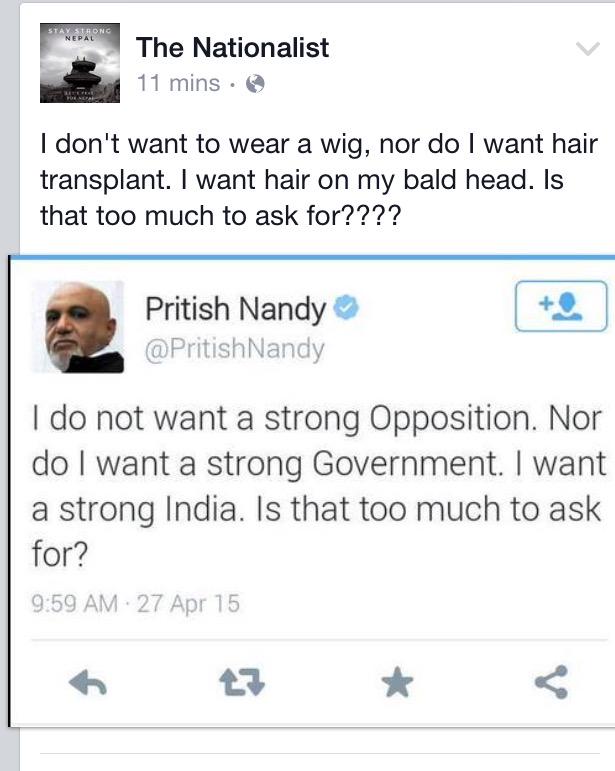 STAY STRONG
NEPAL
The Nationalist
11 mins ·
I don't want to wear a wig, nor do I want hair
transplant. I want hair on my bald head. Is
that too much to ask for????
Pritish Nandy
@PritishNandy
I do not want a strong Opposition. Nor
do I want a strong Government. I want
a strong India. Is that too much to ask
for?
9:59 AM · 27 Apr 15